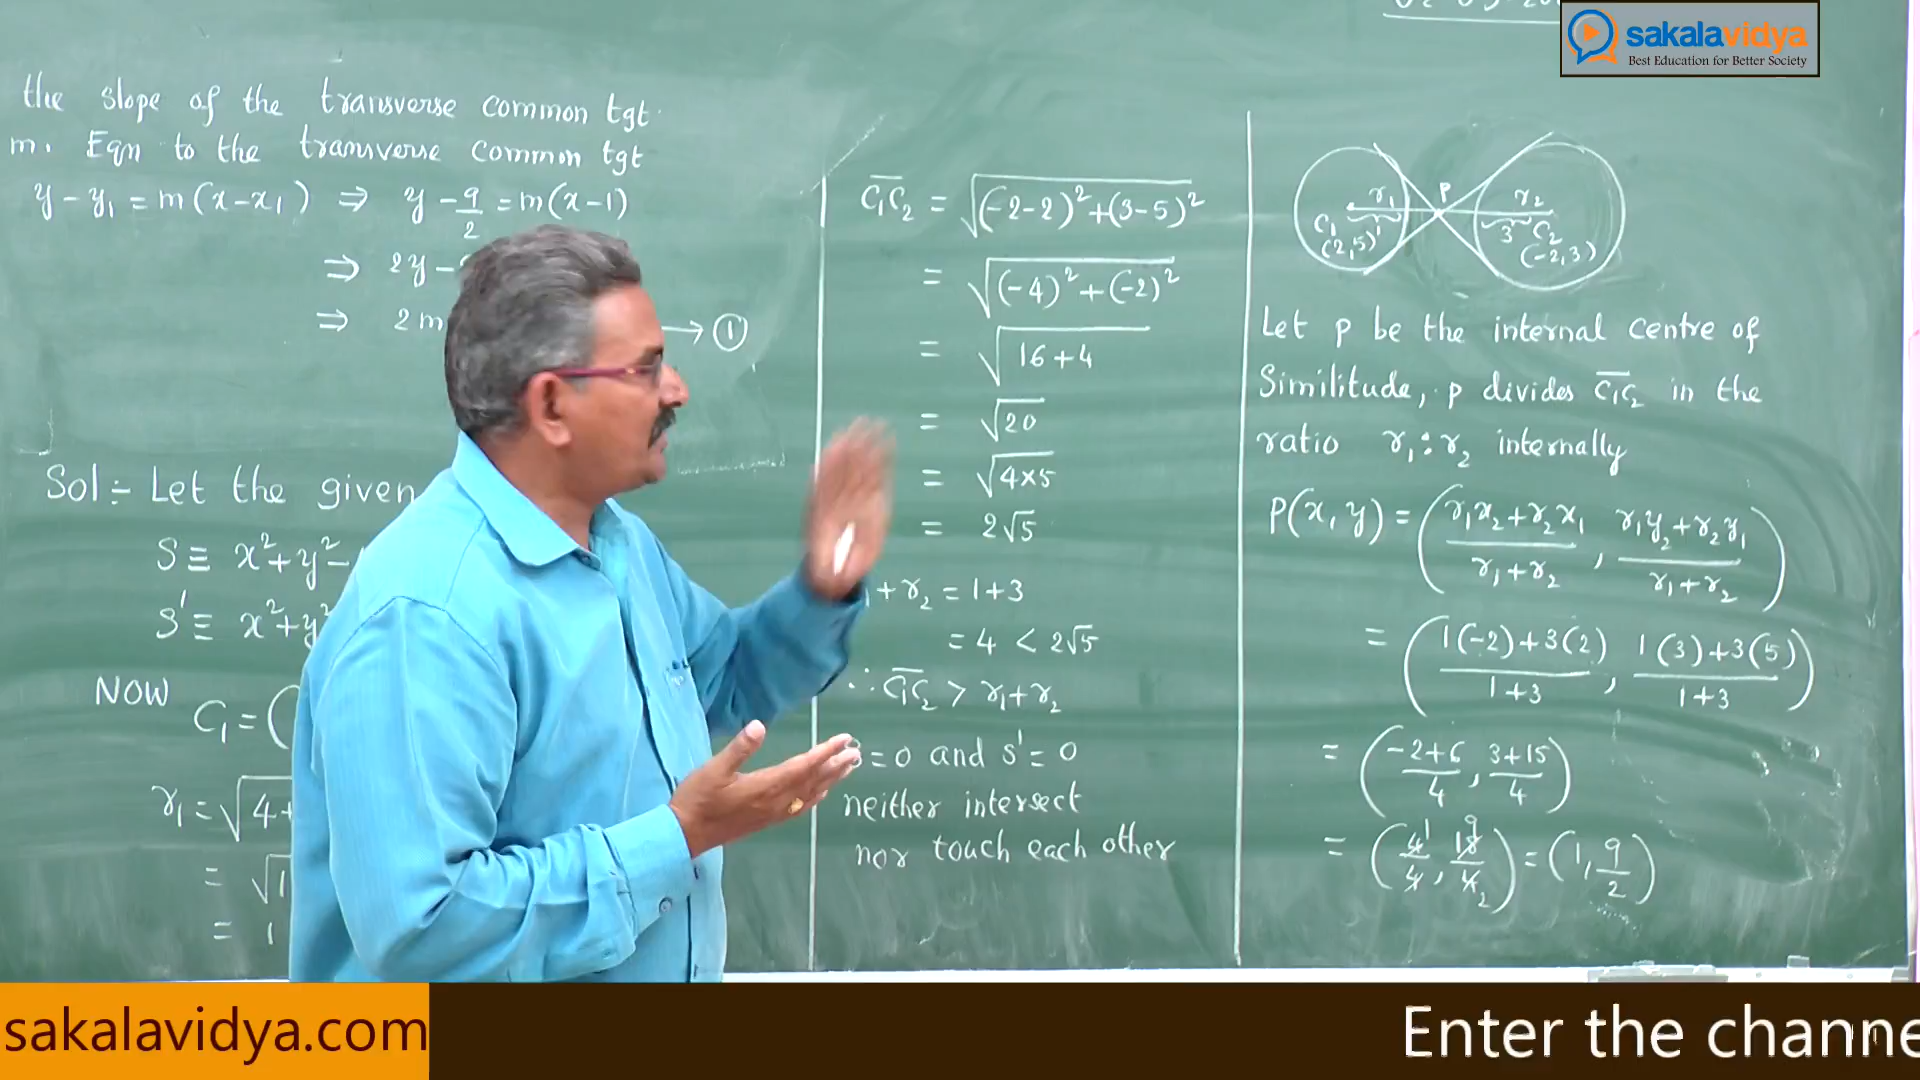 sakalavidya
Best Education for Better Society
the slope of the transverse common tgt.
m. Eqn to the transverse common tgt
y - y₁ = m(x - x₁) ⇒ y - 9/2 = m(x-1)
⇒ 2y -
⇒ 2m → ①
Sol:- Let the given
S ≡ x² + y² -
S' ≡ x² + y²
NOW
C₁ = (
r₁ = √4+
= √1
= 1
C₁C₂ = √(-2-2)² + (3-5)²
= √(-4)² + (-2)²
= √16+4
= √20
= √4×5
= 2√5
+ r₂ = 1+3
= 4 < 2√5
∴ C₁C₂ > r₁ + r₂
S = 0 and S' = 0
neither intersect
nor touch each other
r₁ P r₂
C₁ 1 3 C₂
(2,5) (-2,3)
Let P be the internal centre of
Similitude, P divides C₁C₂ in the
ratio r₁ : r₂ internally
P(x, y) = (r₁x₂ + r₂x₁ / r₁ + r₂, r₁y₂ + r₂y₁ / r₁ + r₂)
= (1(-2)+3(2) / 1+3, 1(3)+3(5) / 1+3)
= (-2+6 / 4, 3+15 / 4)
= (4/4 1, 18/4 9 2) = (1, 9/2)
sakalavidya.com
Enter the channe